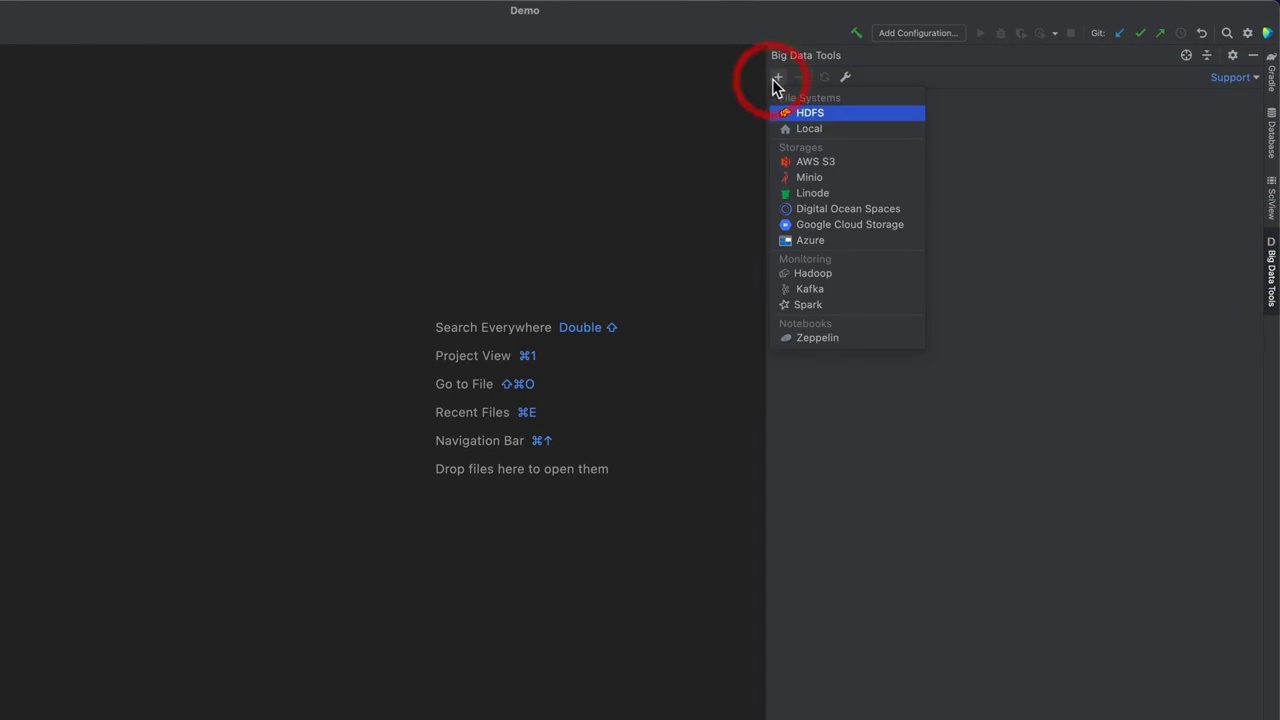 Demo
Add Configuration...
Git:
Big Data Tools
Support
File Systems
HDFS
Local
Storages
AWS S3
Minio
Linode
Digital Ocean Spaces
Google Cloud Storage
Azure
Monitoring
Hadoop
Kafka
Spark
Notebooks
Zeppelin
Search Everywhere Double ⇧
Project View ⌘1
Go to File ⇧⌘O
Recent Files ⌘E
Navigation Bar ⌘↑
Drop files here to open them
Gradle
Database
SciView
D Big Data Tools